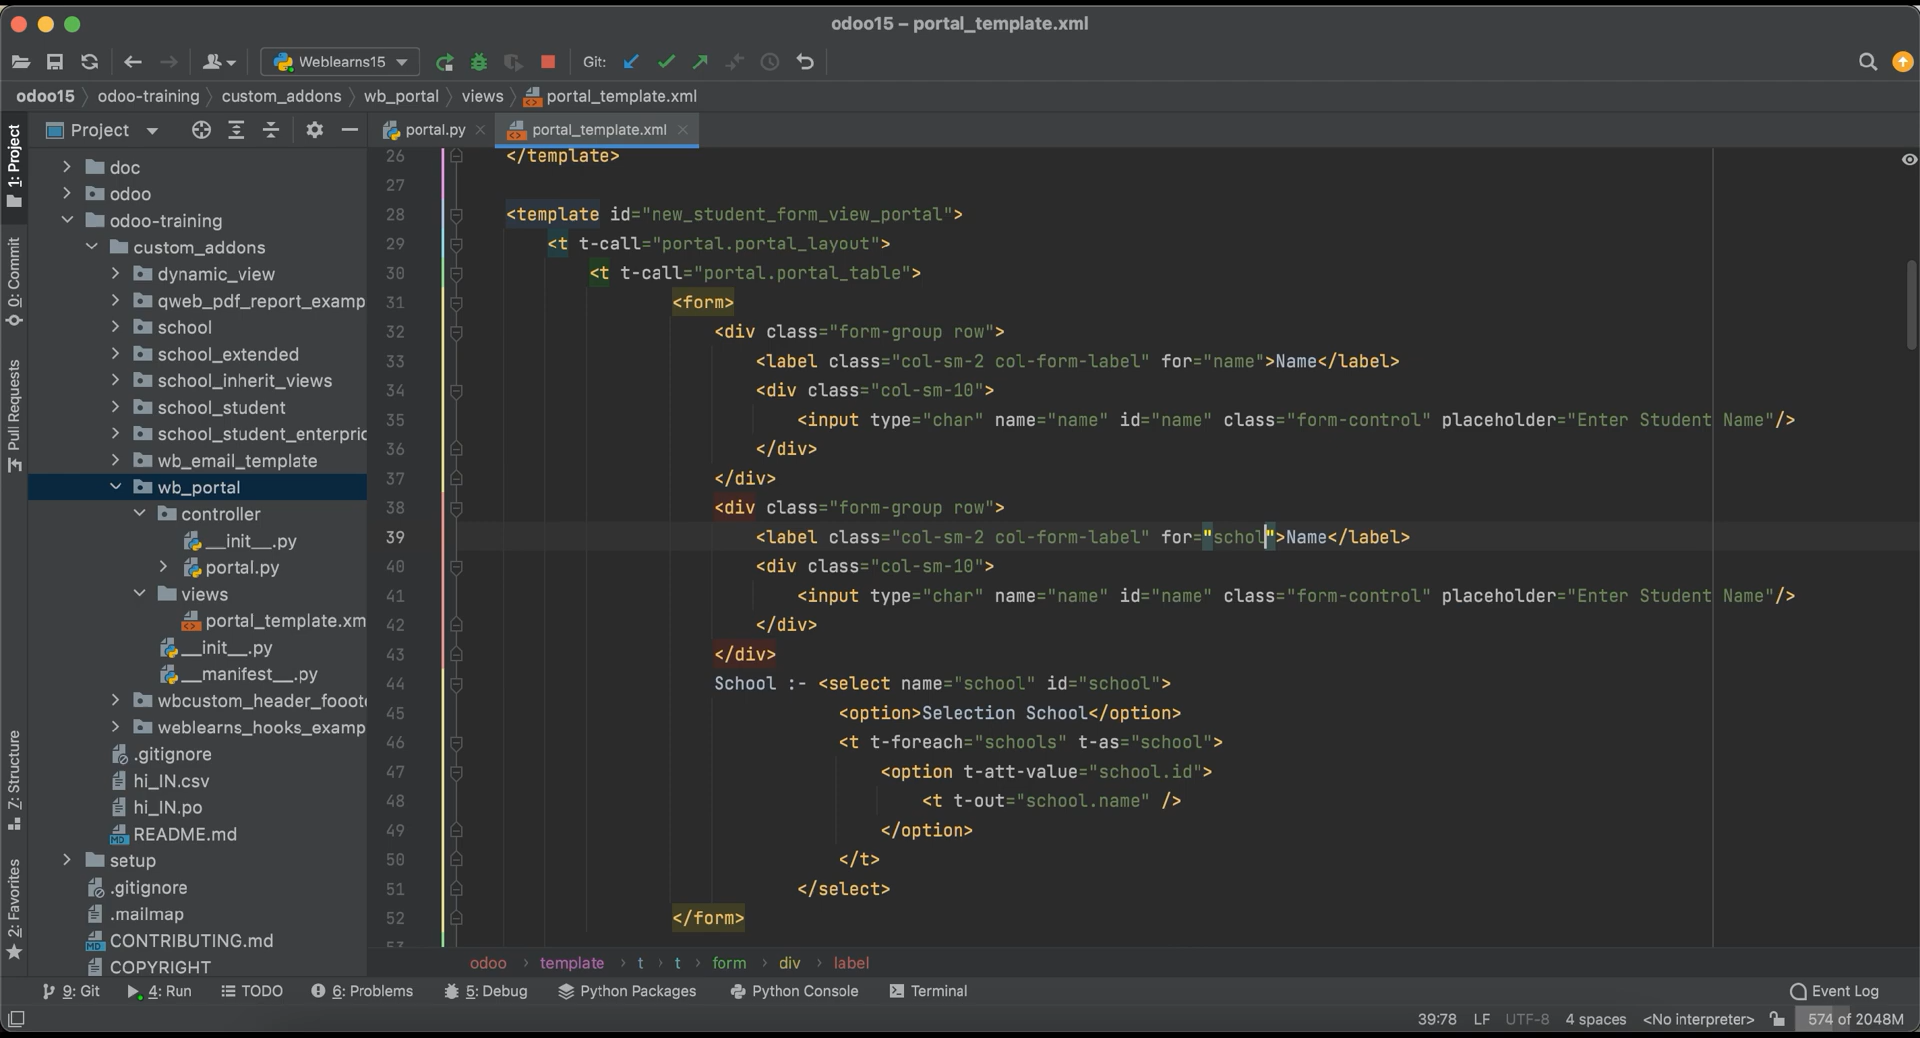 odoo15 – portal_template.xml
Weblearns15
Git:
odoo15 odoo-training custom_addons wb_portal views portal_template.xml
Project
portal.py
portal_template.xml
1: Project
0: Commit
Pull Requests
7: Structure
2: Favorites
doc
odoo
odoo-training
custom_addons
dynamic_view
qweb_pdf_report_examp
school
school_extended
school_inherit_views
school_student
school_student_enterpric
wb_email_template
wb_portal
controller
__init__.py
portal.py
views
portal_template.xm
__init__.py
__manifest__.py
wbcustom_header_foote
weblearns_hooks_examp
.gitignore
hi_IN.csv
hi_IN.po
README.md
setup
.gitignore
.mailmap
CONTRIBUTING.md
COPYRIGHT
26 </template>
27
28 <template id="new_student_form_view_portal">
29 <t t-call="portal.portal_layout">
30 <t t-call="portal.portal_table">
31 <form>
32 <div class="form-group row">
33 <label class="col-sm-2 col-form-label" for="name">Name</label>
34 <div class="col-sm-10">
35 <input type="char" name="name" id="name" class="form-control" placeholder="Enter Student Name"/>
36 </div>
37 </div>
38 <div class="form-group row">
39 <label class="col-sm-2 col-form-label" for="schol">Name</label>
40 <div class="col-sm-10">
41 <input type="char" name="name" id="name" class="form-control" placeholder="Enter Student Name"/>
42 </div>
43 </div>
44 School :- <select name="school" id="school">
45 <option>Selection School</option>
46 <t t-foreach="schools" t-as="school">
47 <option t-att-value="school.id">
48 <t t-out="school.name" />
49 </option>
50 </t>
51 </select>
52 </form>
53
odoo template t t form div label
9: Git 4: Run TODO 6: Problems 5: Debug Python Packages Python Console Terminal Event Log
39:78 LF UTF-8 4 spaces <No interpreter> 574 of 2048M